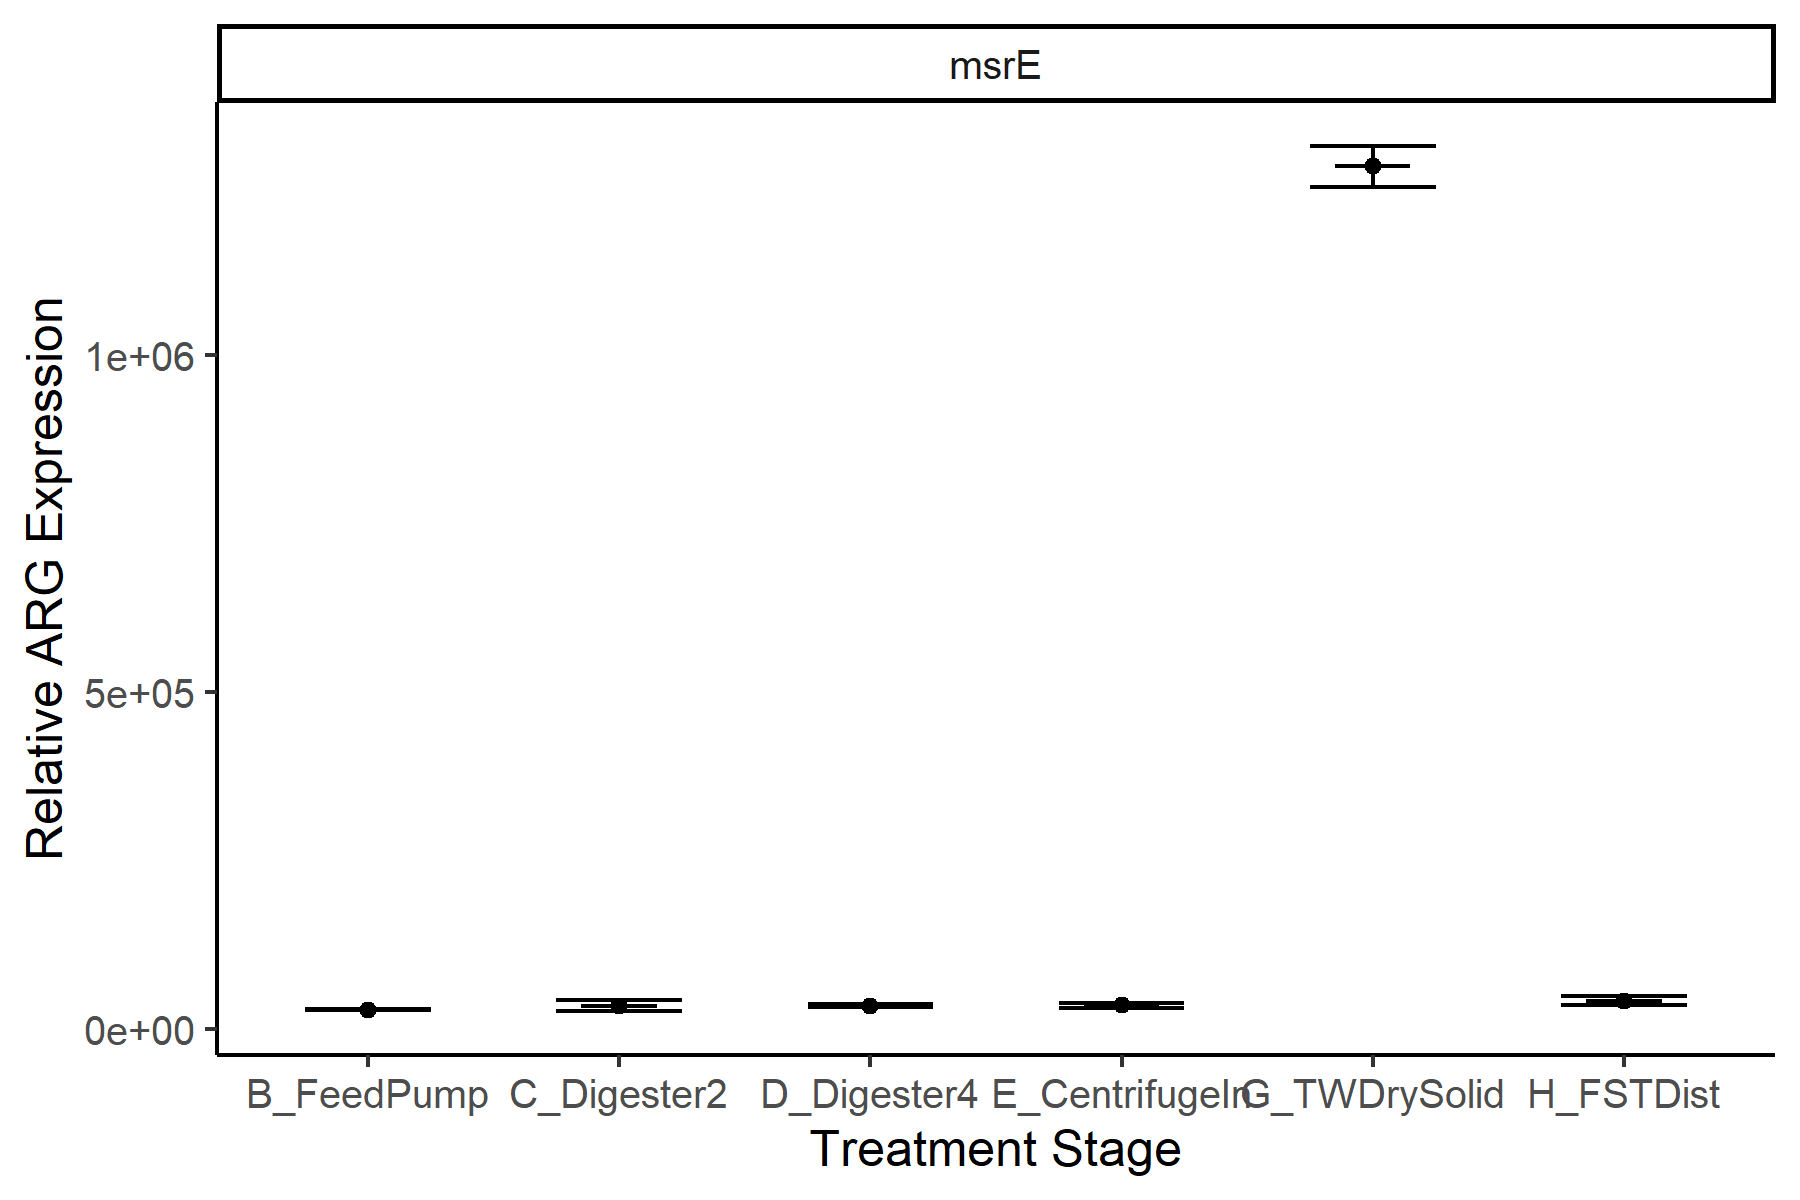 msrE
Relative ARG Expression
1e+06
5e+05
0e+00
B_FeedPump C_Digester2 D_Digester4 E_CentrifugeIn G_TWDrySolid H_FSTDist
Treatment Stage